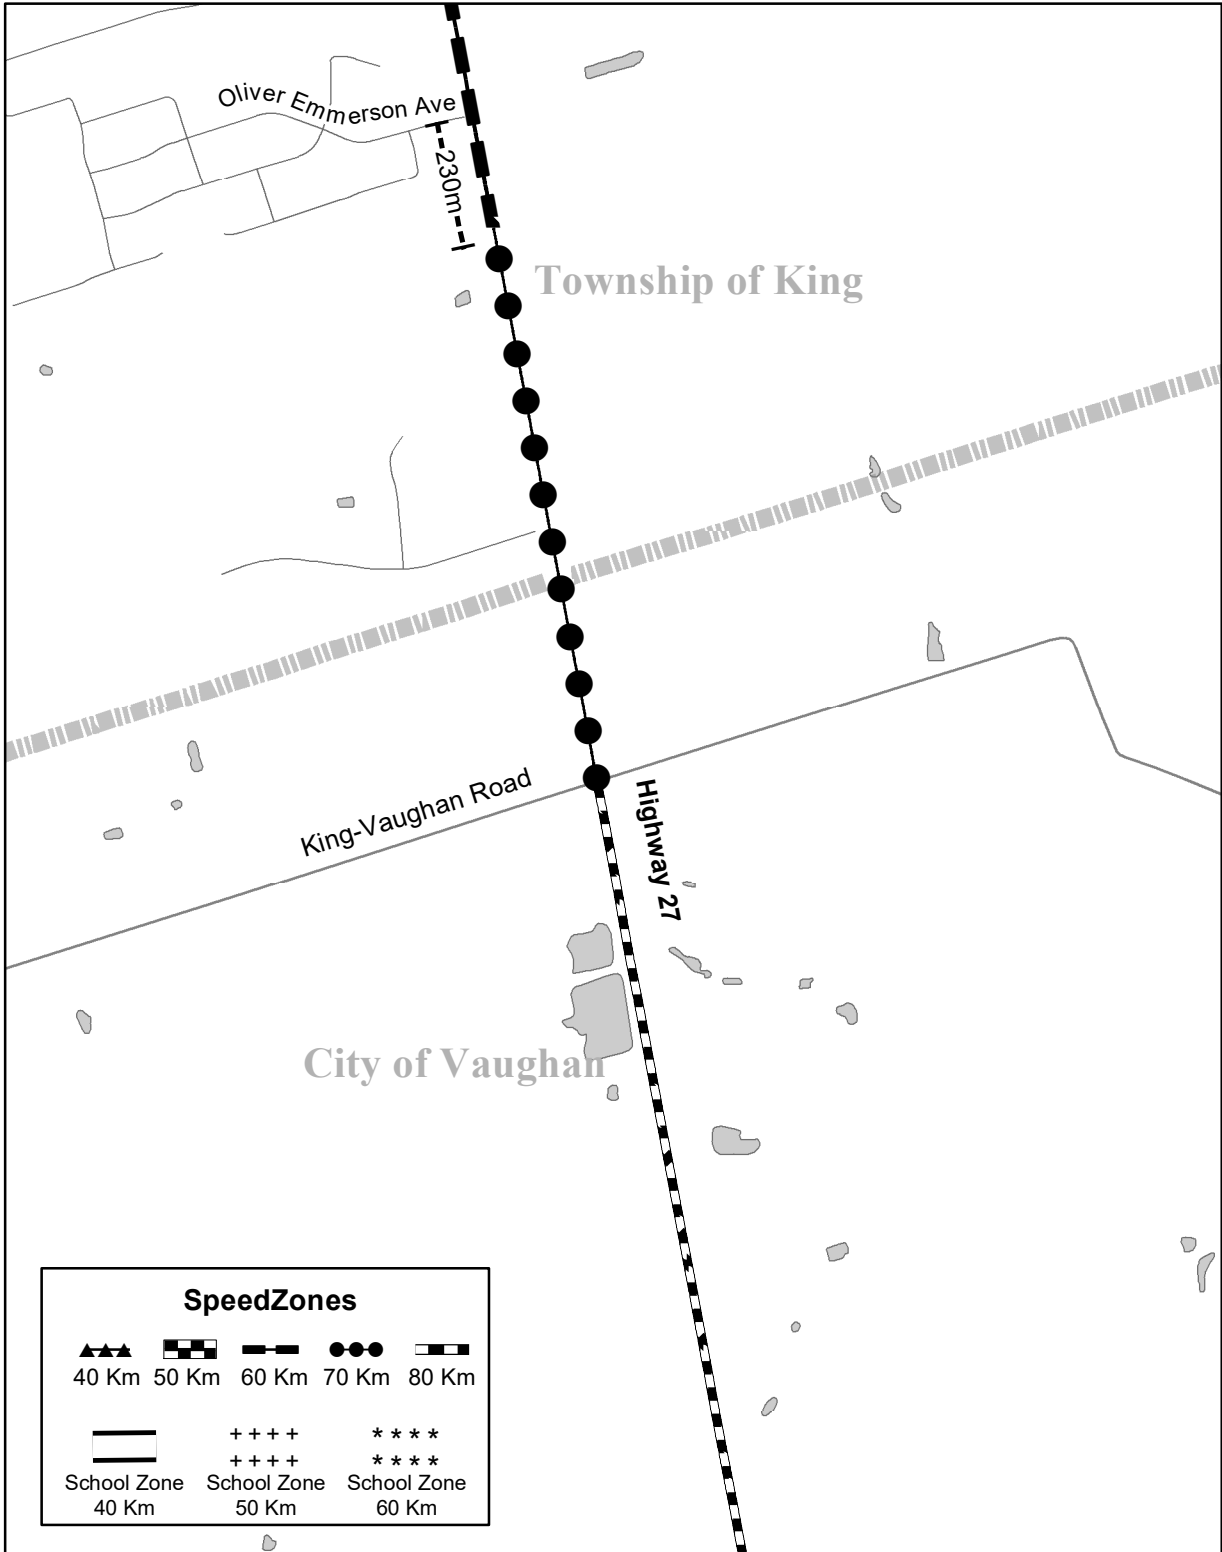 Oliver Emmerson Ave
230m
Township of King
King-Vaughan Road
Highway 27
City of Vaughan
SpeedZones
40 Km 50 Km 60 Km 70 Km 80 Km
+ + + + * * * *
+ + + + * * * *
School Zone School Zone School Zone
40 Km 50 Km 60 Km